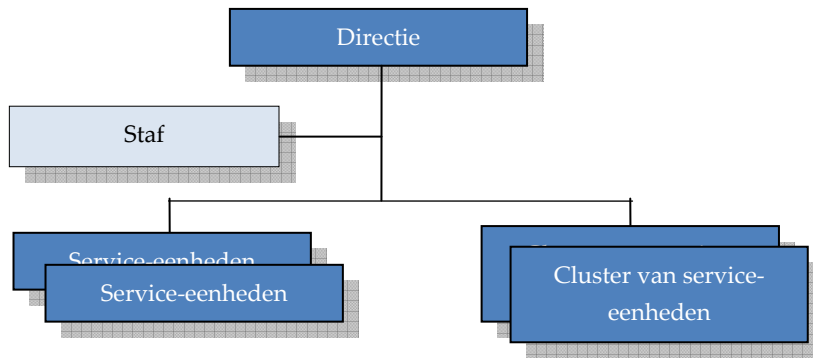 Directie
Staf
Service-eenheden
Service-eenheden
Cluster van service-
eenheden